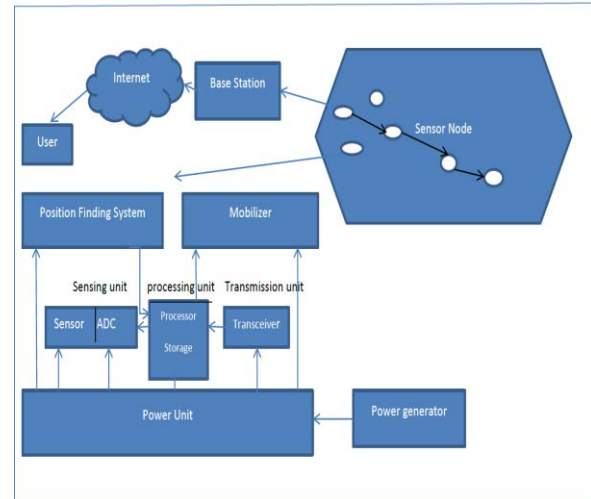 Internet
Base Station
Sensor Node
User
Position Finding System
Mobilizer
Sensing unit
processing unit
Transmission unit
Sensor
ADC
Processor
Storage
Transceiver
Power Unit
Power generator